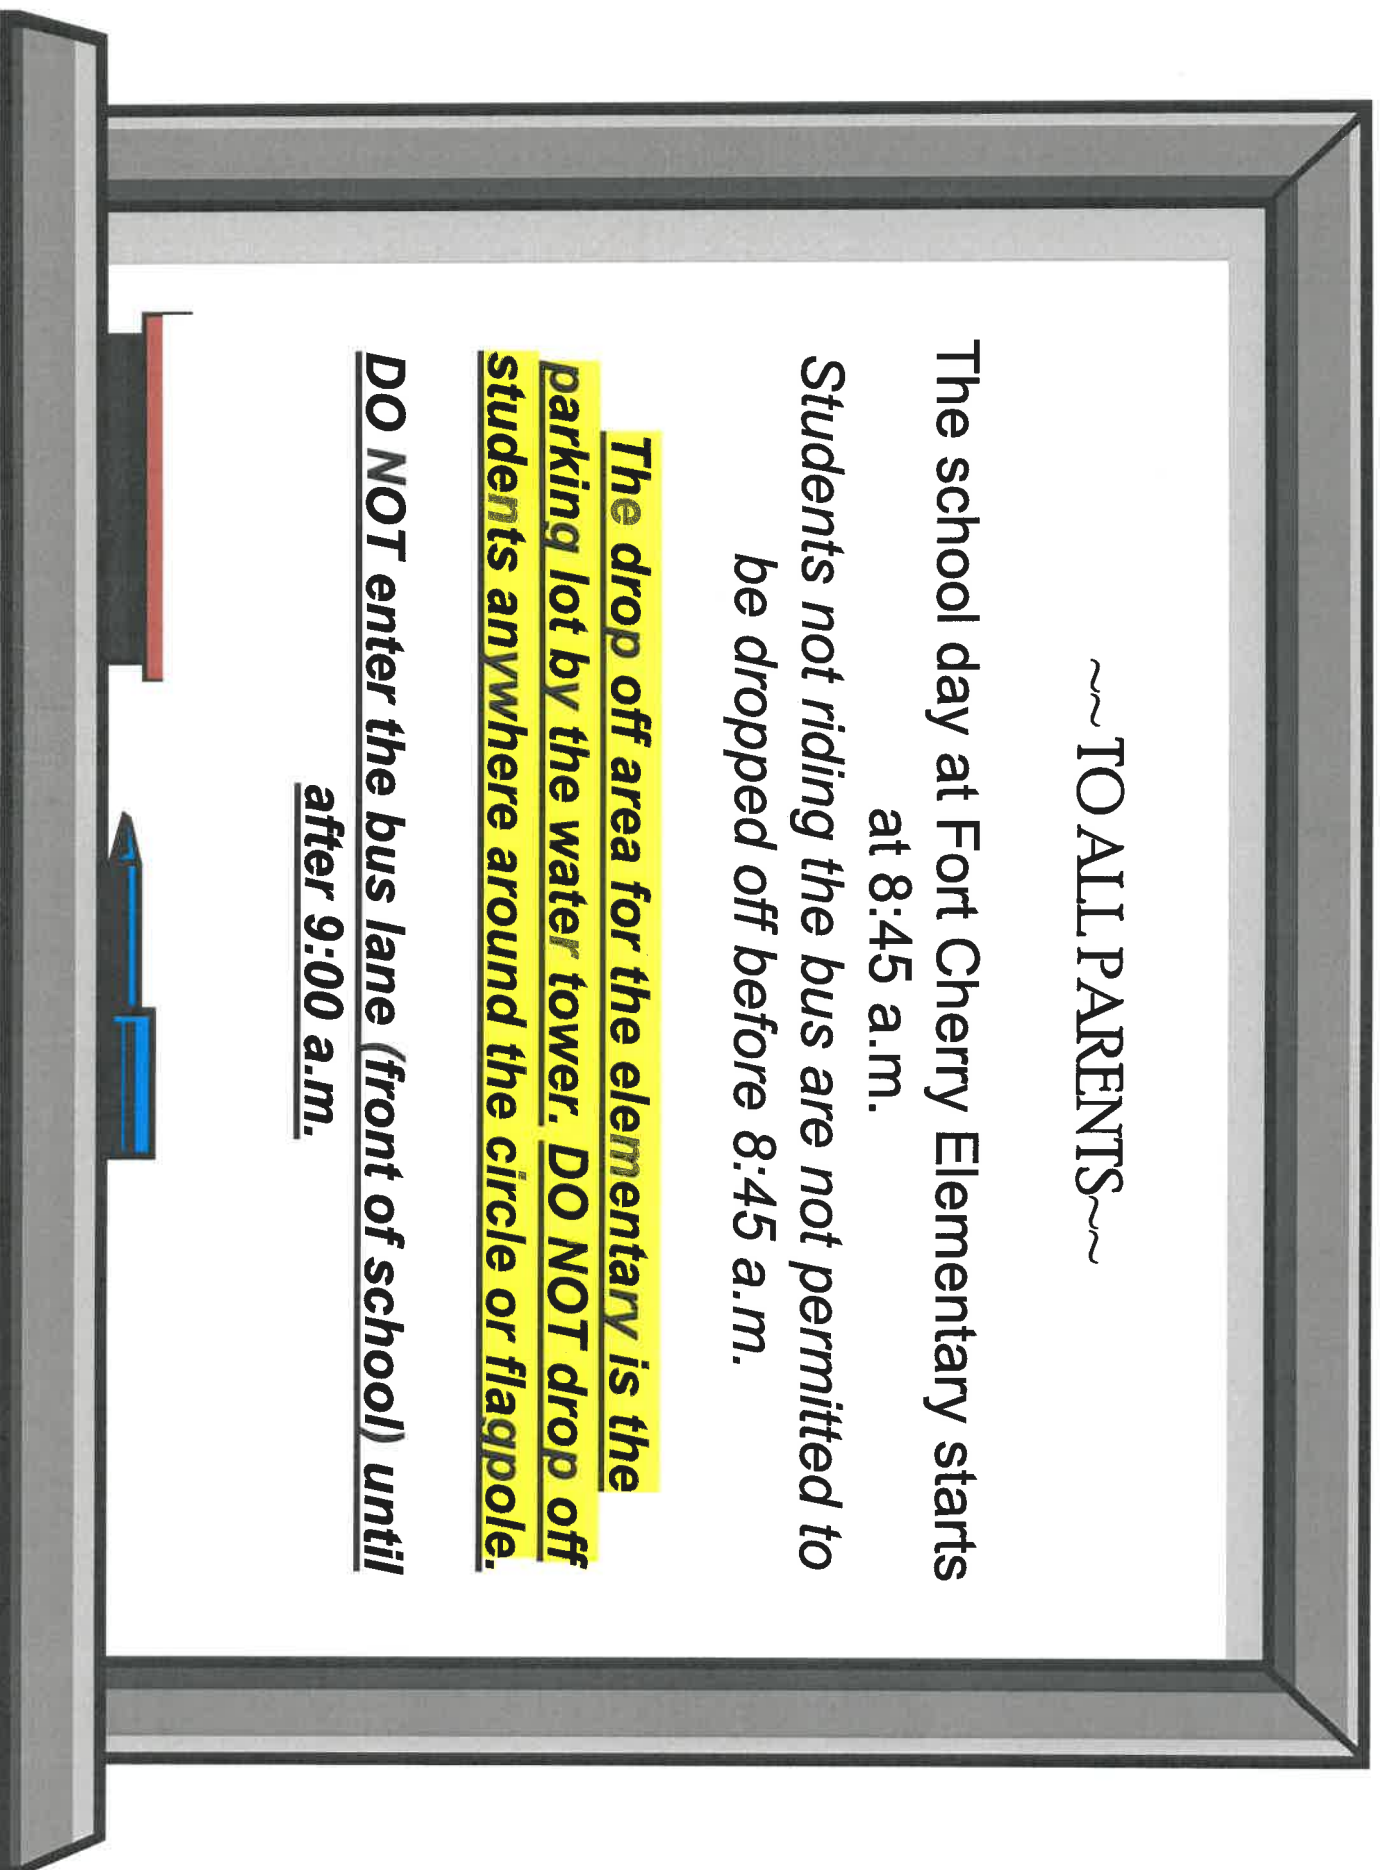 ~~ TO ALL PARENTS~~
The school day at Fort Cherry Elementary starts
at 8:45 a.m.
Students not riding the bus are not permitted to
be dropped off before 8:45 a.m.
The drop off area for the elementary is the
parking lot by the water tower. DO NOT drop off
students anywhere around the circle or flagpole.
DO NOT enter the bus lane (front of school) until
after 9:00 a.m.